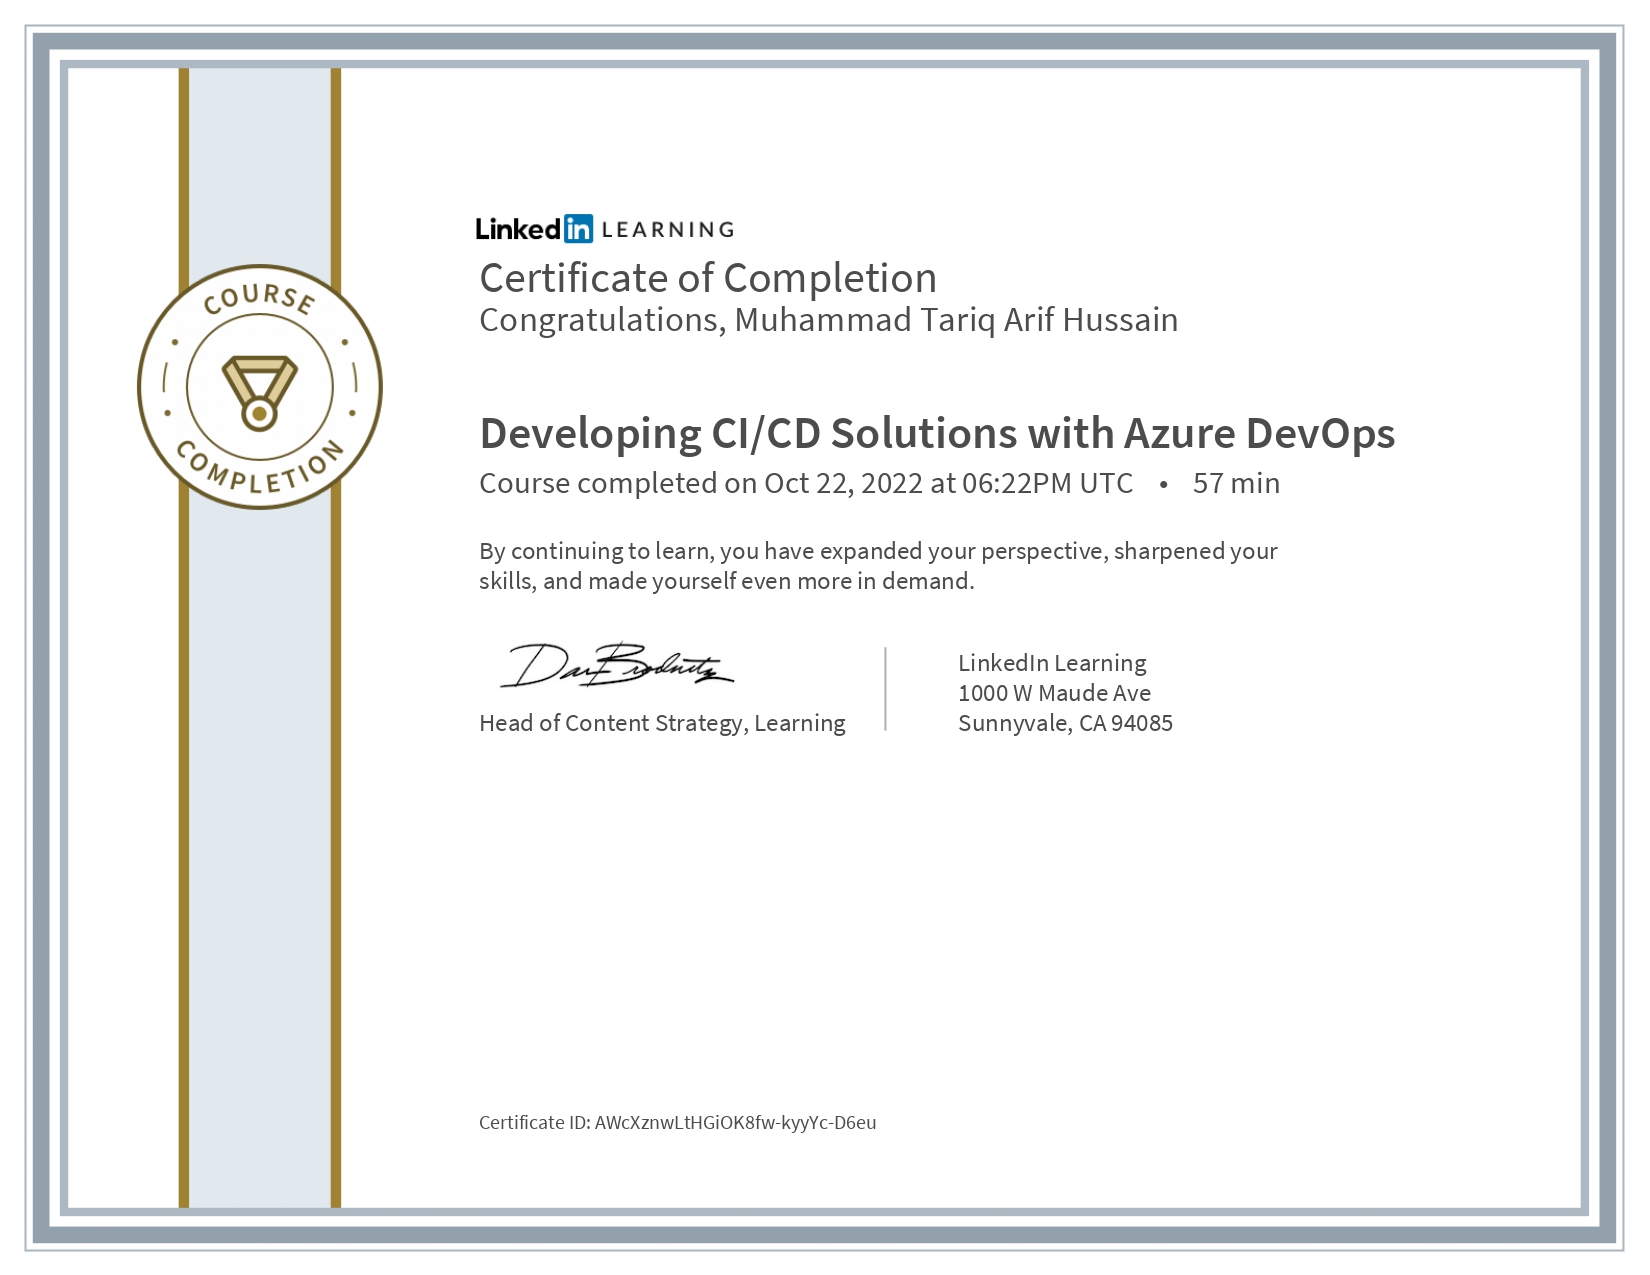 COURSE
COMPLETION
Linked in LEARNING
Certificate of Completion
Congratulations, Muhammad Tariq Arif Hussain
Developing CI/CD Solutions with Azure DevOps
Course completed on Oct 22, 2022 at 06:22PM UTC • 57 min
By continuing to learn, you have expanded your perspective, sharpened your
skills, and made yourself even more in demand.
Head of Content Strategy, Learning
LinkedIn Learning
1000 W Maude Ave
Sunnyvale, CA 94085
Certificate ID: AWcXznwLtHGiOK8fw-kyyYc-D6eu